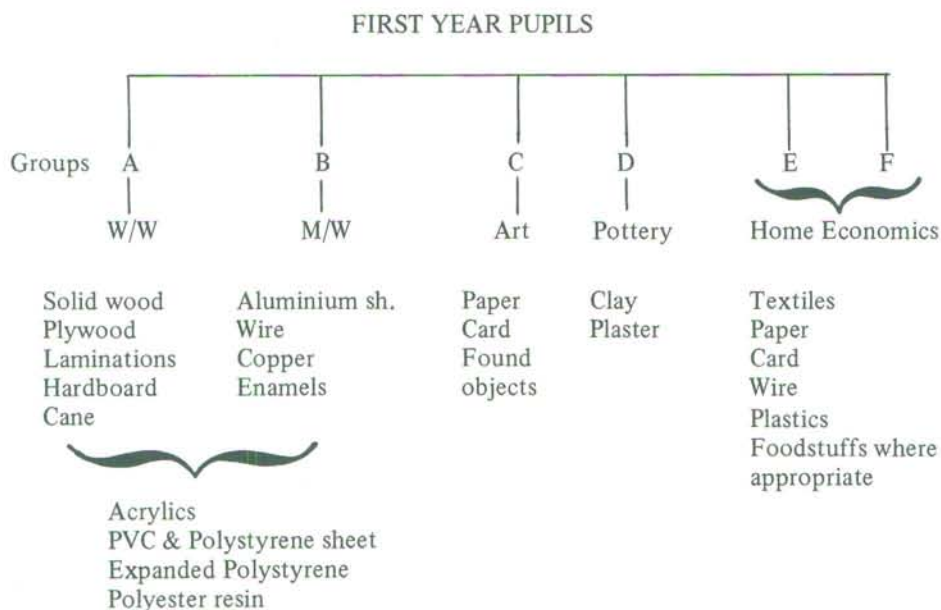 FIRST YEAR PUPILS
Groups A B C D E F
W/W M/W Art Pottery Home Economics
Solid wood
Plywood
Laminations
Hardboard
Cane
Aluminium sh.
Wire
Copper
Enamels
Paper
Card
Found
objects
Clay
Plaster
Textiles
Paper
Card
Wire
Plastics
Foodstuffs where
appropriate
Acrylics
PVC & Polystyrene sheet
Expanded Polystyrene
Polyester resin